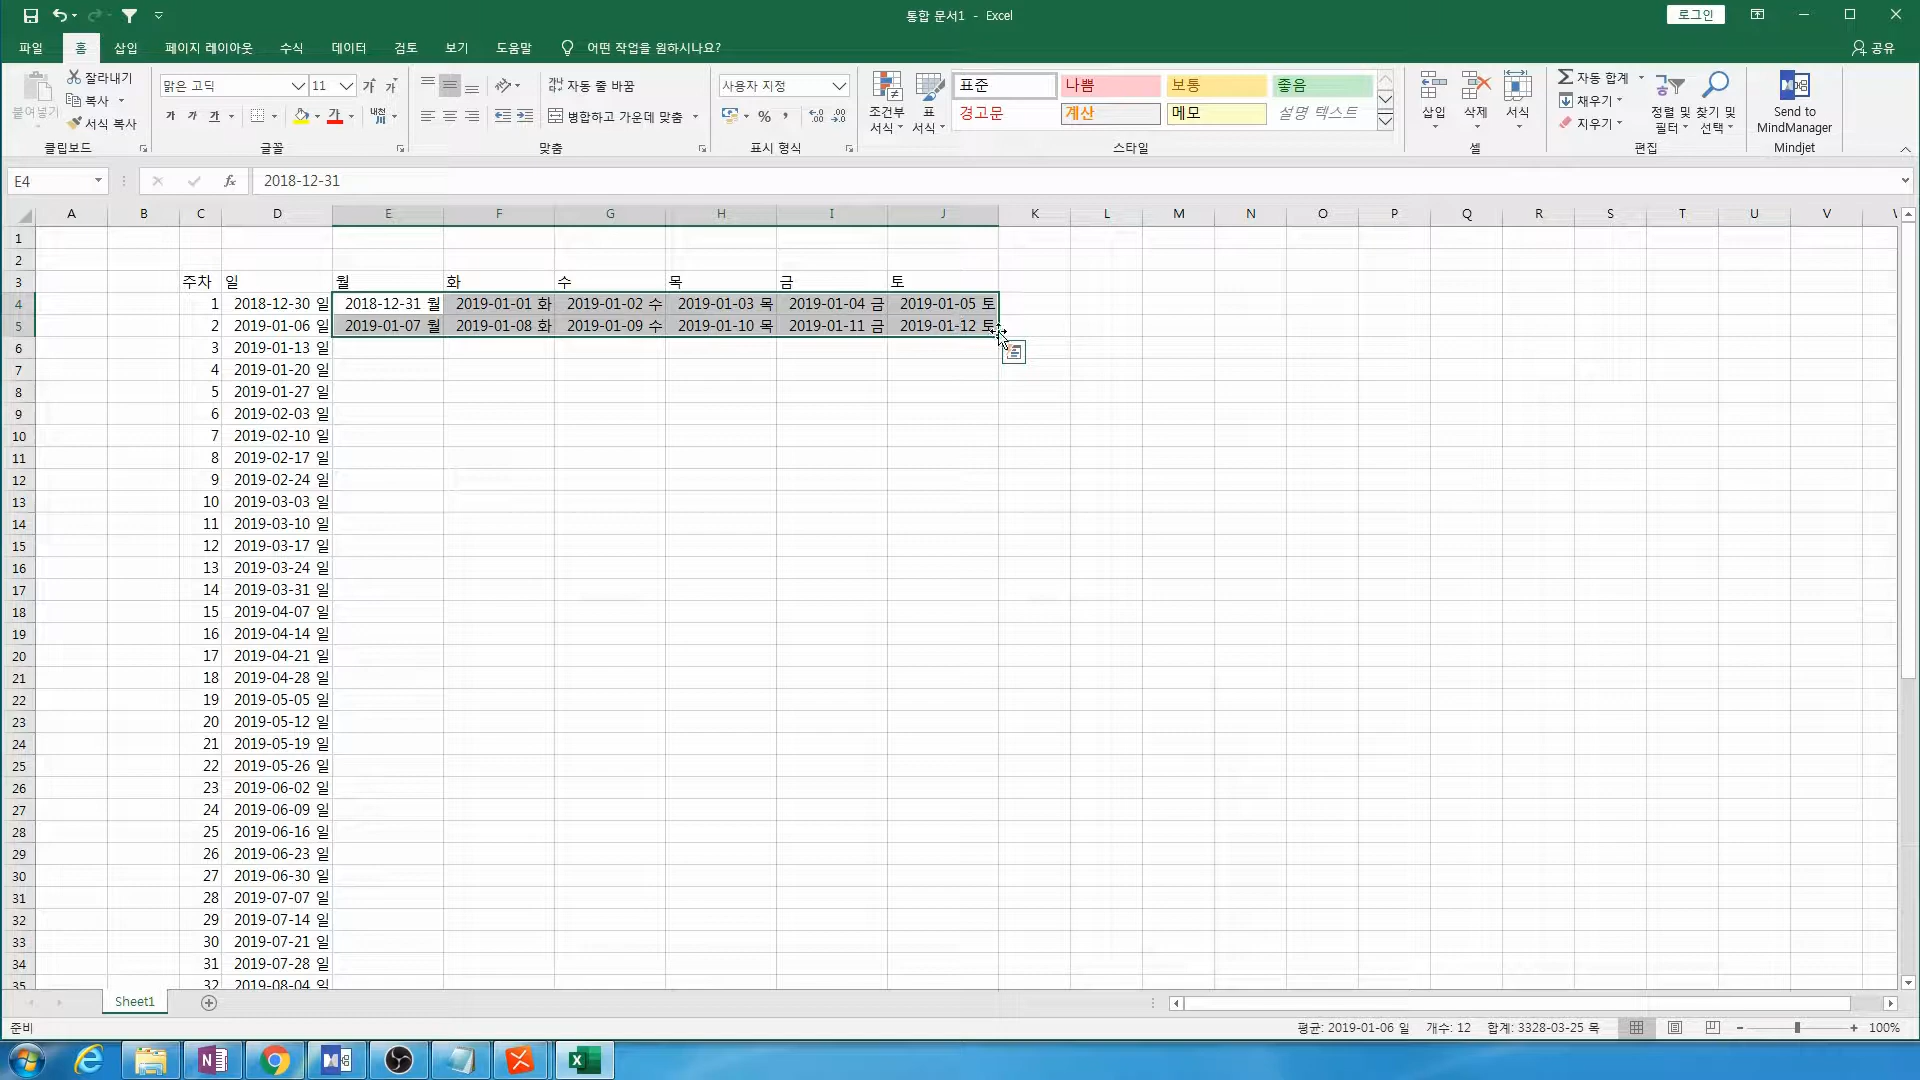 통합 문서1 - Excel
로그인
파일 홈 삽입 페이지 레이아웃 수식 데이터 검토 보기 도움말 어떤 작업을 원하시나요? 공유
붙여넣기 잘라내기 복사 서식 복사 클립보드
맑은 고딕 11 가 가 가 가 가 가 내천 글꼴
자동 줄 바꿈 병합하고 가운데 맞춤 맞춤
사용자 지정 % , 표시 형식
조건부 서식 표 서식 표준 나쁨 보통 좋음
경고문 계산 메모 설명 텍스트 스타일
삽입 삭제 서식 셀
자동 합계 채우기 지우기 정렬 및 필터 찾기 및 선택 편집
Send to MindManager Mindjet
E4 fx 2018-12-31
A B C D E F G H I J K L M N O P Q R S T U V
1
2
3 주차 일 월 화 수 목 금 토
4 1 2018-12-30 일 2018-12-31 월 2019-01-01 화 2019-01-02 수 2019-01-03 목 2019-01-04 금 2019-01-05 토
5 2 2019-01-06 일 2019-01-07 월 2019-01-08 화 2019-01-09 수 2019-01-10 목 2019-01-11 금 2019-01-12 토
6 3 2019-01-13 일
7 4 2019-01-20 일
8 5 2019-01-27 일
9 6 2019-02-03 일
10 7 2019-02-10 일
11 8 2019-02-17 일
12 9 2019-02-24 일
13 10 2019-03-03 일
14 11 2019-03-10 일
15 12 2019-03-17 일
16 13 2019-03-24 일
17 14 2019-03-31 일
18 15 2019-04-07 일
19 16 2019-04-14 일
20 17 2019-04-21 일
21 18 2019-04-28 일
22 19 2019-05-05 일
23 20 2019-05-12 일
24 21 2019-05-19 일
25 22 2019-05-26 일
26 23 2019-06-02 일
27 24 2019-06-09 일
28 25 2019-06-16 일
29 26 2019-06-23 일
30 27 2019-06-30 일
31 28 2019-07-07 일
32 29 2019-07-14 일
33 30 2019-07-21 일
34 31 2019-07-28 일
35 32 2019-08-04 일
Sheet1
준비 평균: 2019-01-06 일 개수: 12 합계: 3328-03-25 목 100%